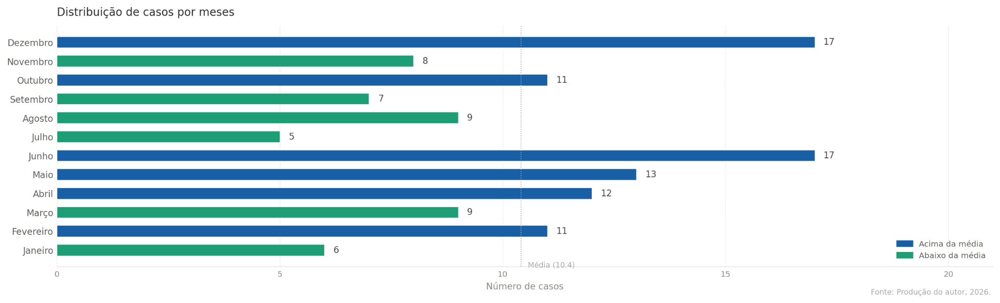 Distribuição de casos por meses
Dezembro 17
Novembro 8
Outubro 11
Setembro 7
Agosto 9
Julho 5
Junho 17
Maio 13
Abril 12
Março 9
Fevereiro 11
Janeiro 6
Acima da média
Abaixo da média
Média (10.4)
0 5 10 15 20
Número de casos
Fonte: Produção do autor, 2026.